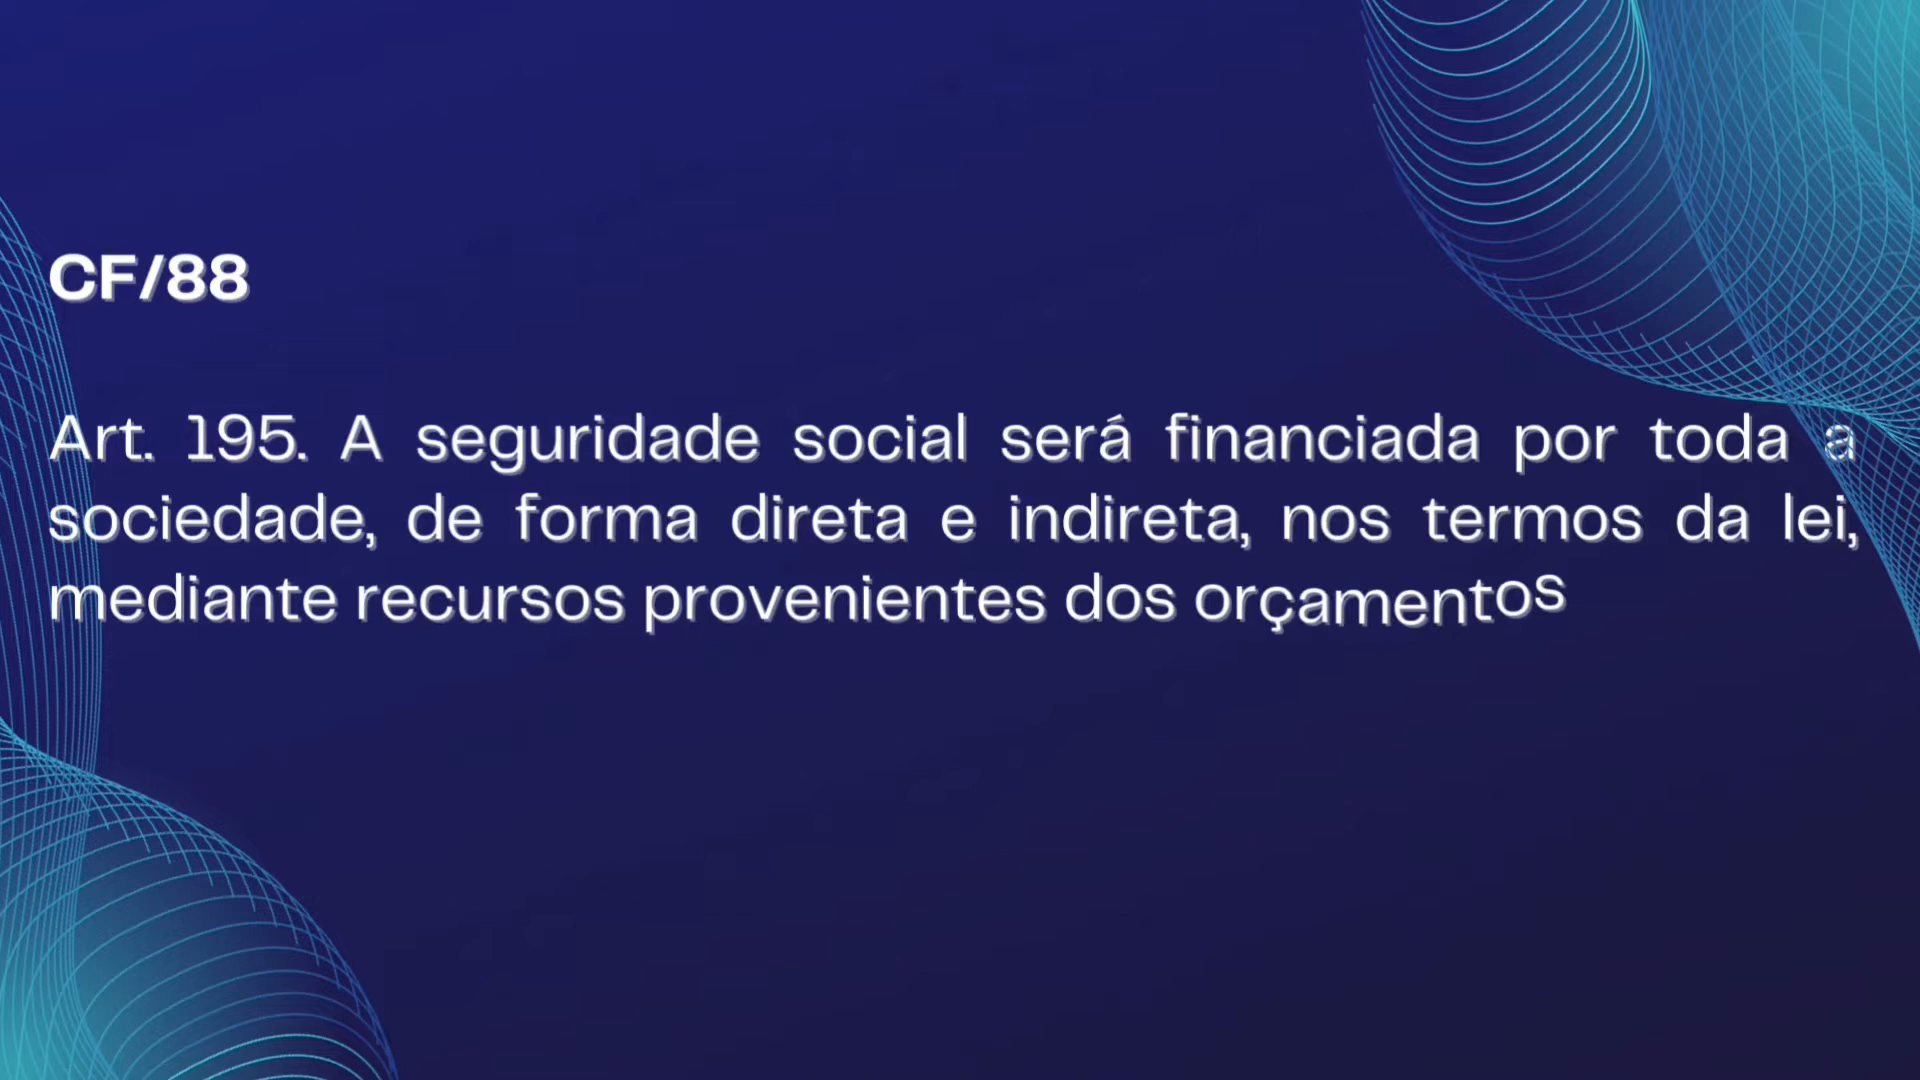 CF/88
Art. 195. A seguridade social será financiada por toda a
sociedade, de forma direta e indireta, nos termos da lei,
mediante recursos provenientes dos orçamentos